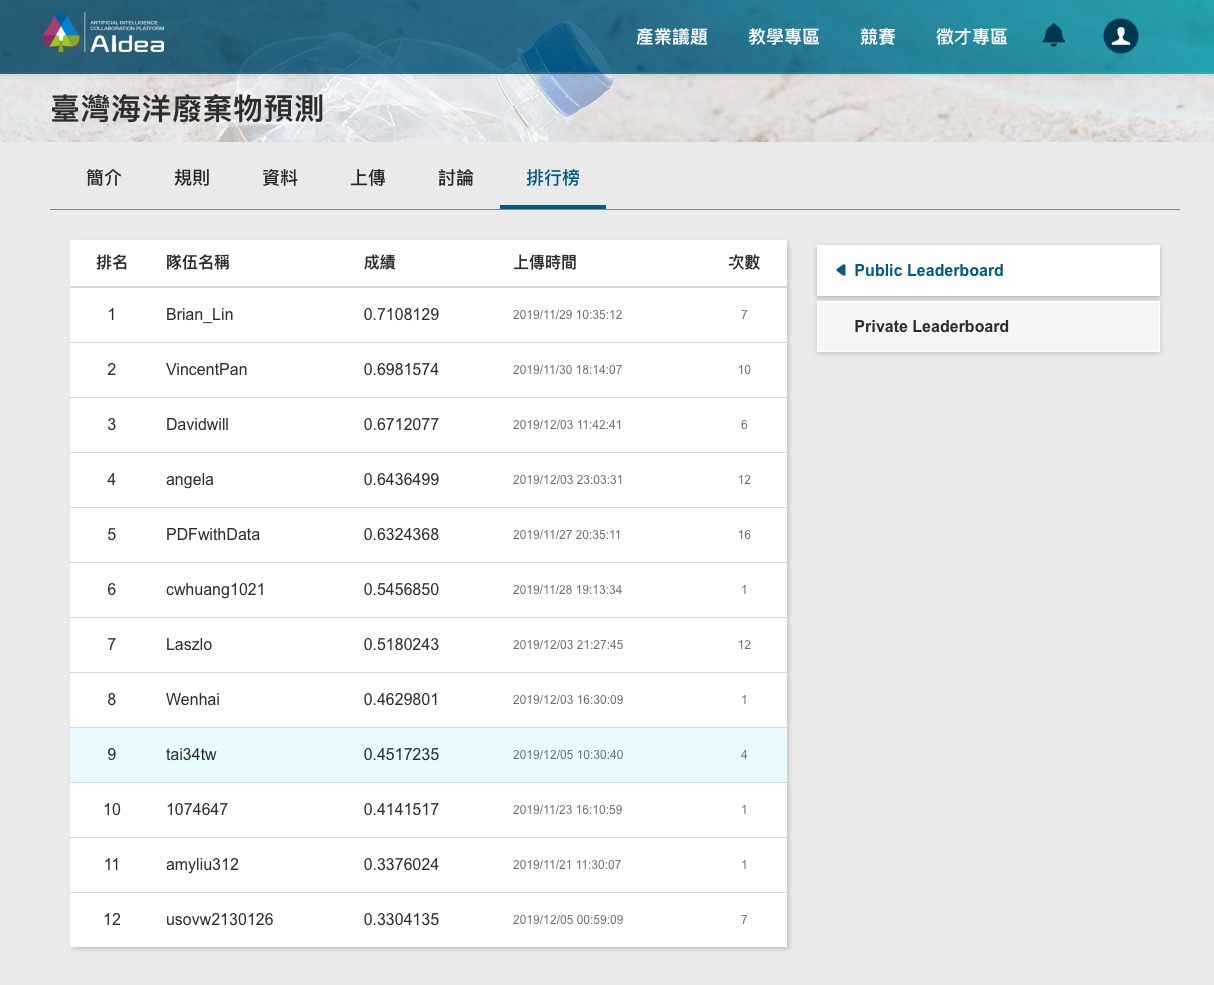 ARTIFICIAL INTELLIGENCE
COLLABORATION PLATFORM
AIdea
產業議題 教學專區 競賽 徵才專區
臺灣海洋廢棄物預測
簡介 規則 資料 上傳 討論 排行榜
排名 隊伍名稱 成績 上傳時間 次數
1 Brian_Lin 0.7108129 2019/11/29 10:35:12 7
2 VincentPan 0.6981574 2019/11/30 18:14:07 10
3 Davidwill 0.6712077 2019/12/03 11:42:41 6
4 angela 0.6436499 2019/12/03 23:03:31 12
5 PDFwithData 0.6324368 2019/11/27 20:35:11 16
6 cwhuang1021 0.5456850 2019/11/28 19:13:34 1
7 Laszlo 0.5180243 2019/12/03 21:27:45 12
8 Wenhai 0.4629801 2019/12/03 16:30:09 1
9 tai34tw 0.4517235 2019/12/05 10:30:40 4
10 1074647 0.4141517 2019/11/23 16:10:59 1
11 amyliu312 0.3376024 2019/11/21 11:30:07 1
12 usovw2130126 0.3304135 2019/12/05 00:59:09 7
Public Leaderboard
Private Leaderboard